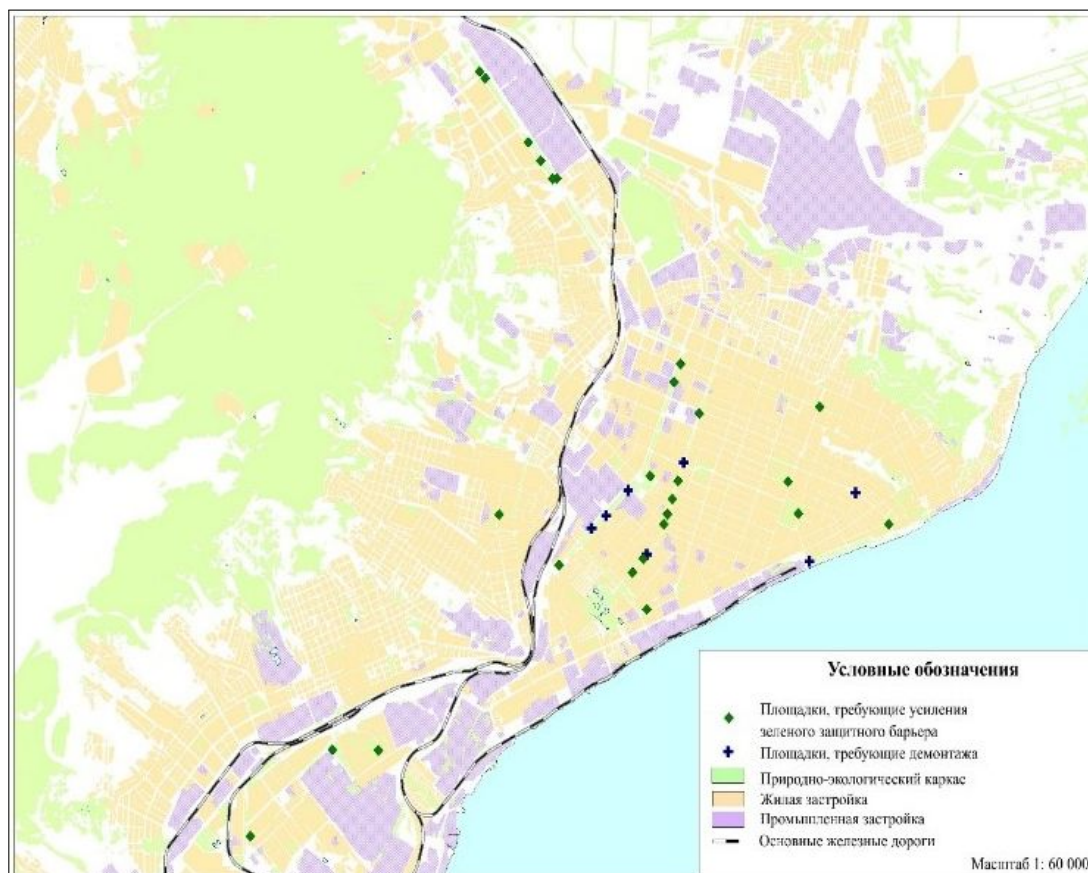 Условные обозначения
Площадки, требующие усиления
зеленого защитного барьера
Площадки, требующие демонтажа
Природно-экологический каркас
Жилая застройка
Промышленная застройка
Основные железные дороги
Масштаб 1: 60 000